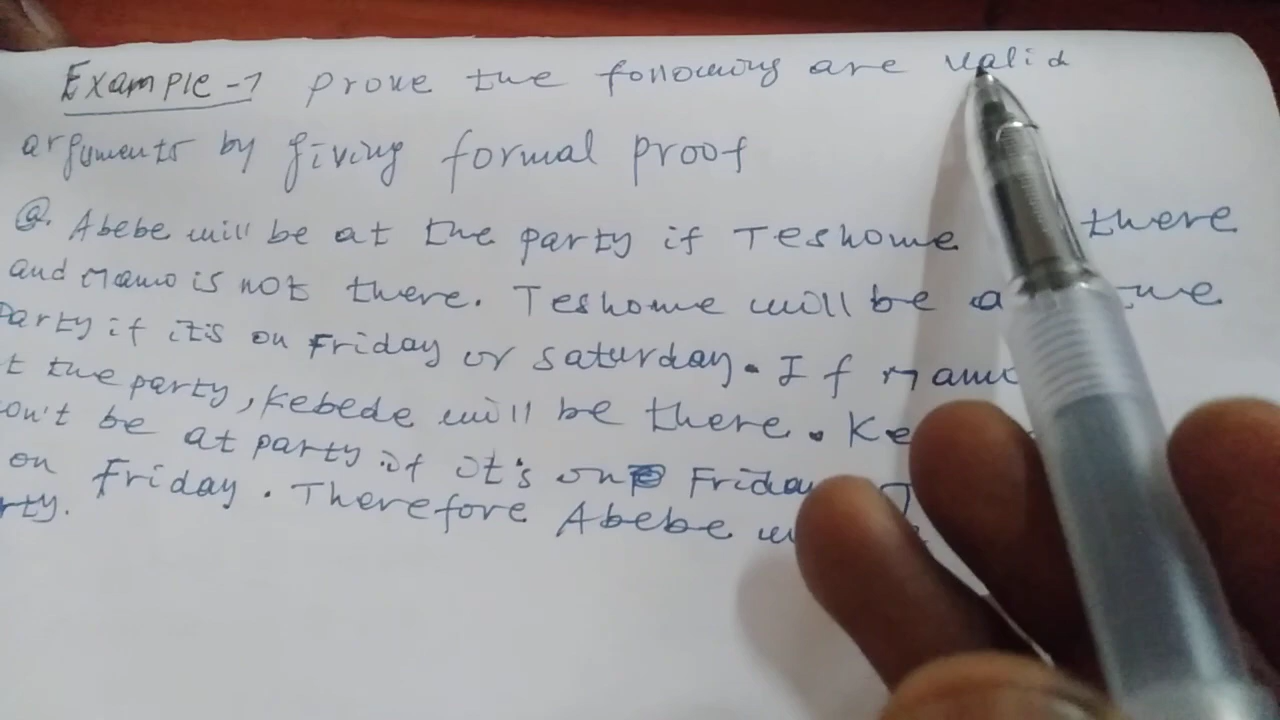 Example-1 prove the following are valid
arguments by giving formal proof
a. Abebe will be at the party if Teshome there
and Mamo is not there. Teshome will be a
Party if it's on Friday or Saturday. If Mamo
t the party, Kebede will be there. Ke
on't be at party if it's on Friday
on Friday. Therefore Abebe
rty.